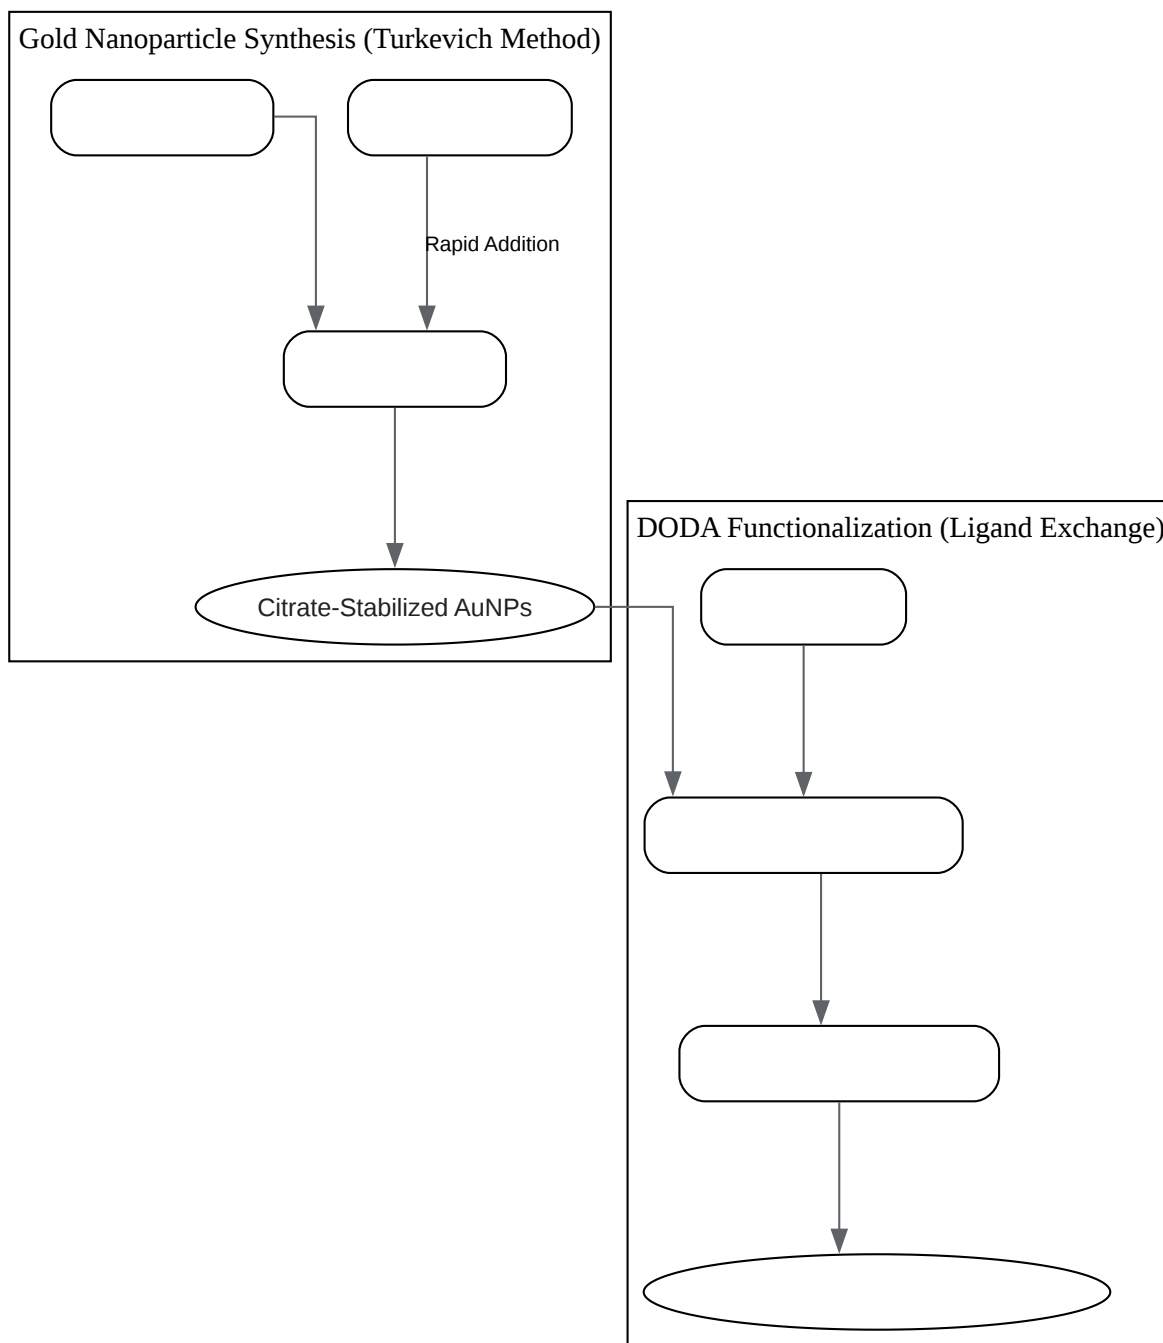 Gold Nanoparticle Synthesis (Turkevich Method)
Rapid Addition
DODA Functionalization (Ligand Exchange)
Citrate-Stabilized AuNPs